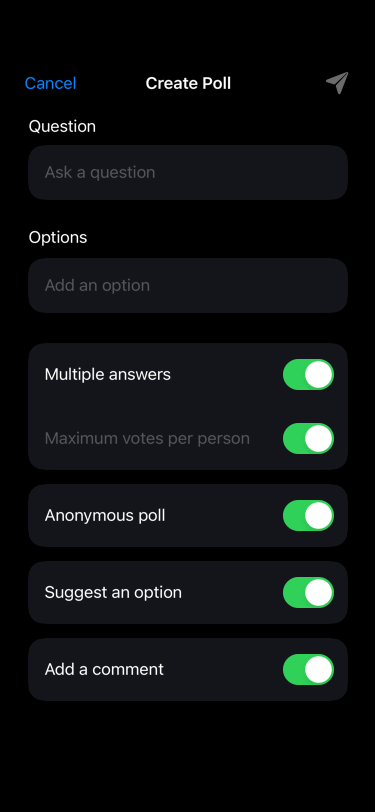 Cancel
Create Poll
Question
Ask a question
Options
Add an option
Multiple answers
Maximum votes per person
Anonymous poll
Suggest an option
Add a comment